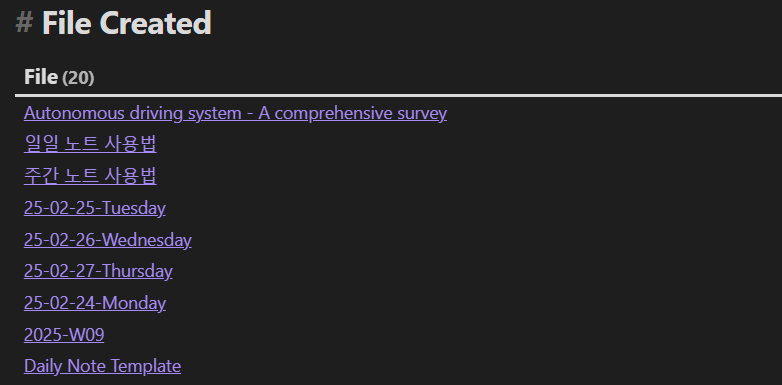 # File Created
File (20)
Autonomous driving system - A comprehensive survey
일일 노트 사용법
주간 노트 사용법
25-02-25-Tuesday
25-02-26-Wednesday
25-02-27-Thursday
25-02-24-Monday
2025-W09
Daily Note Template